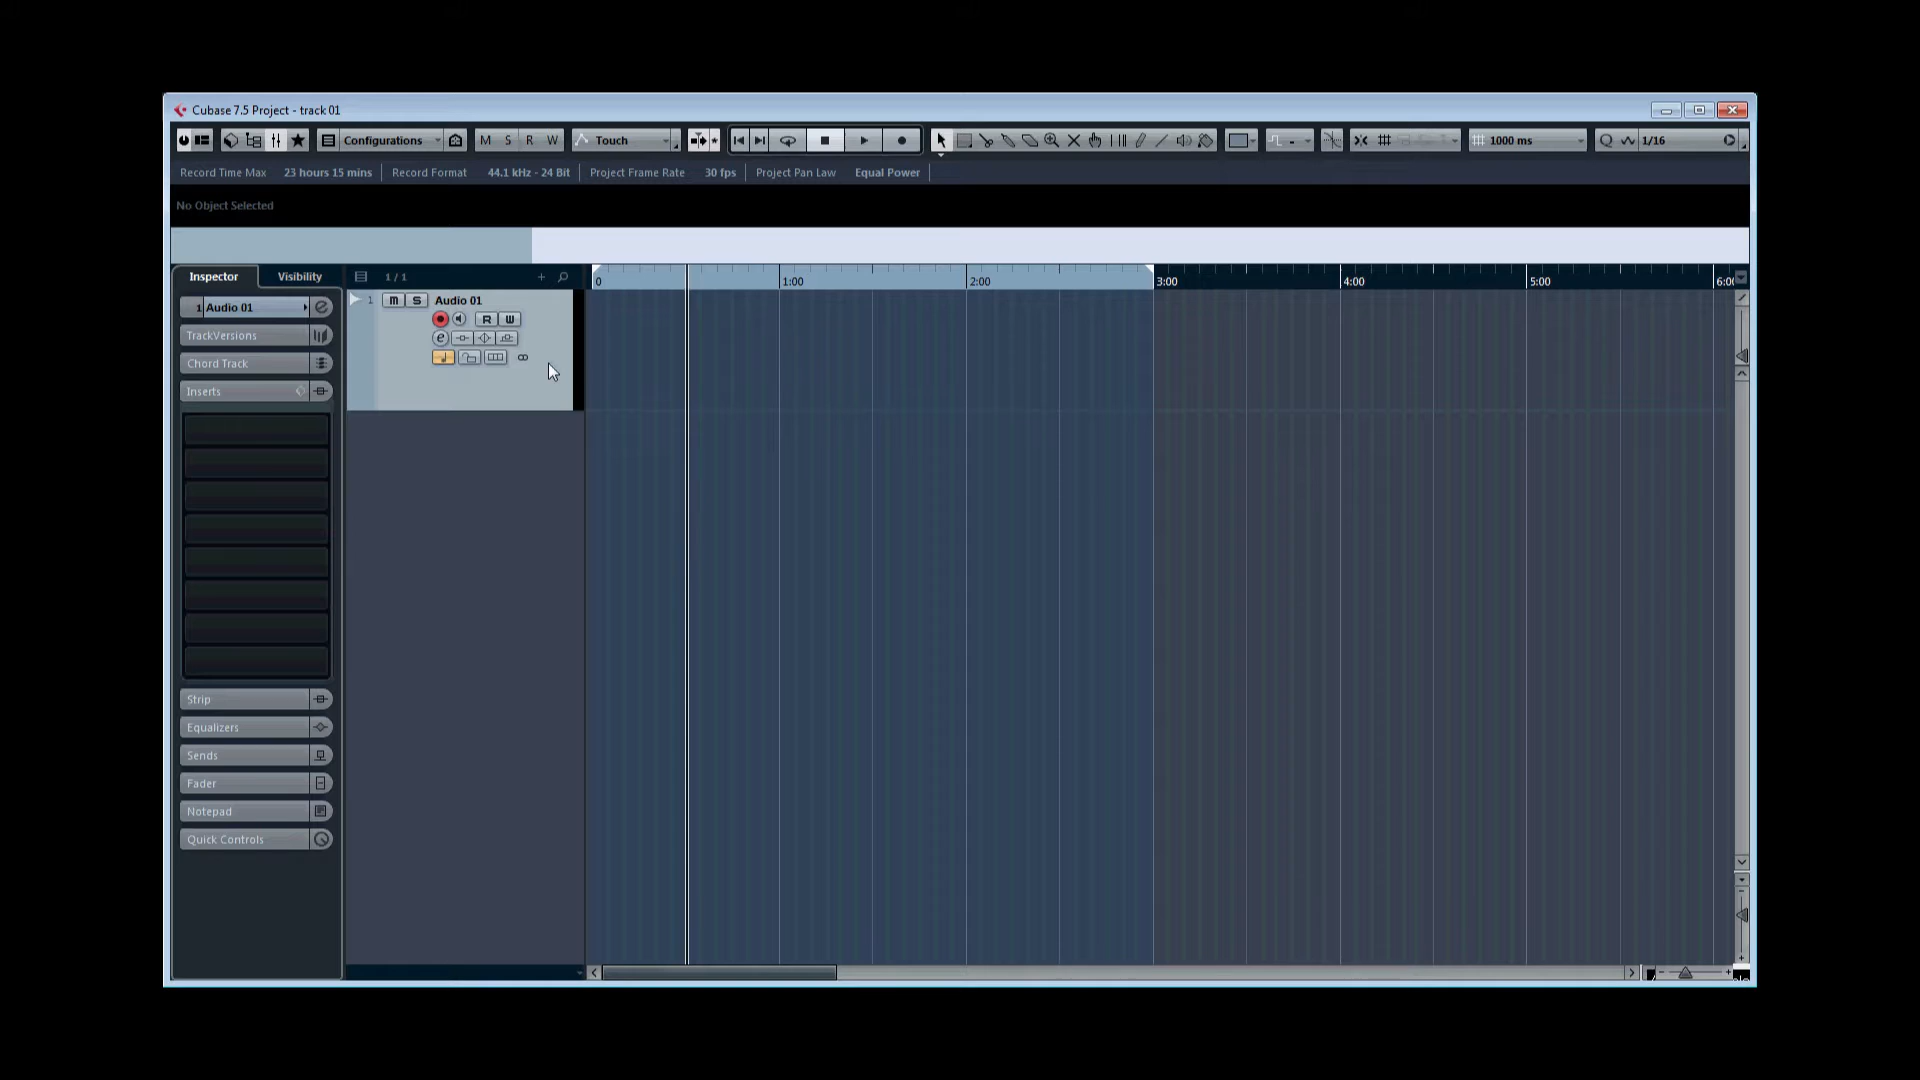 Cubase 7.5 Project - track 01
Configurations M S R W Touch 1000 ms 1/16
Record Time Max 23 hours 15 mins Record Format 44.1 kHz - 24 Bit Project Frame Rate 30 fps Project Pan Law Equal Power
No Object Selected
Inspector Visibility 1 / 1
0 1:00 2:00 3:00 4:00 5:00 6:00
1 m S Audio 01
1 Audio 01
R W
TrackVersions
e
Chord Track
Inserts
Strip
Equalizers
Sends
Fader
Notepad
Quick Controls